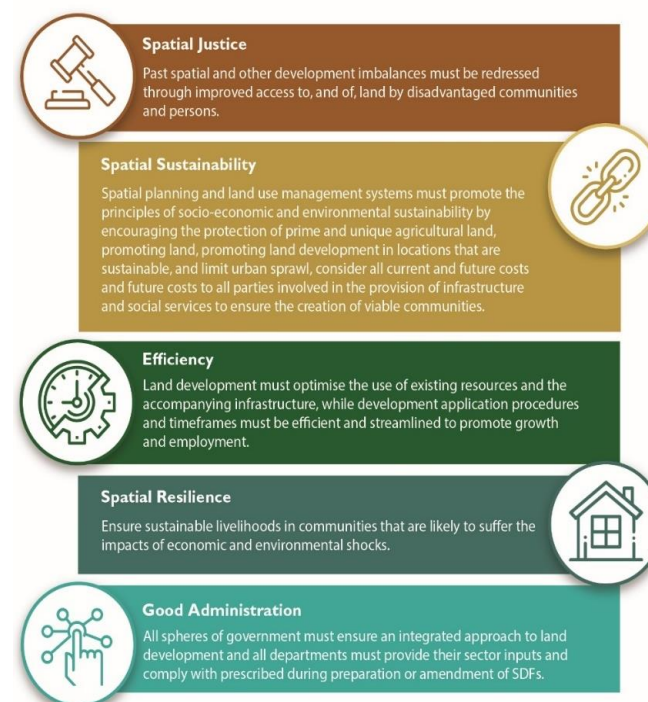 Spatial Justice
Past spatial and other development imbalances must be redressed
through improved access to, and of, land by disadvantaged communities
and persons.
Spatial Sustainability
Spatial planning and land use management systems must promote the
principles of socio-economic and environmental sustainability by
encouraging the protection of prime and unique agricultural land,
promoting land, promoting land development in locations that are
sustainable, and limit urban sprawl, consider all current and future costs
and future costs to all parties involved in the provision of infrastructure
and social services to ensure the creation of viable communities.
Efficiency
Land development must optimise the use of existing resources and the
accompanying infrastructure, while development application procedures
and timeframes must be efficient and streamlined to promote growth
and employment.
Spatial Resilience
Ensure sustainable livelihoods in communities that are likely to suffer the
impacts of economic and environmental shocks.
Good Administration
All spheres of government must ensure an integrated approach to land
development and all departments must provide their sector inputs and
comply with prescribed during preparation or amendment of SDFs.